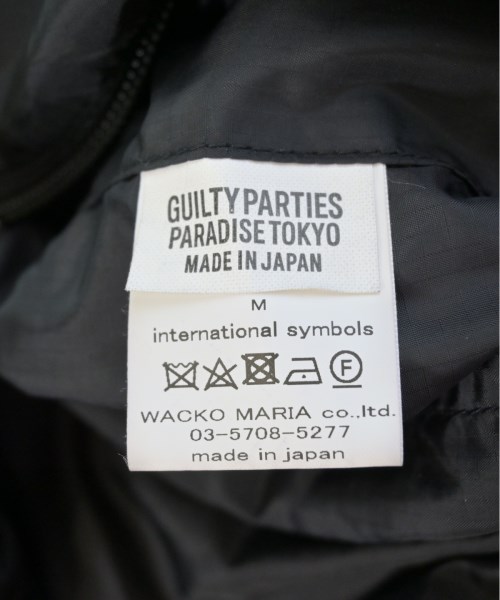 GUILTY PARTIES
PARADISE TOKYO
MADE IN JAPAN
M
international symbols
F
WACKO MARIA co.,ltd.
03-5708-5277
made in japan